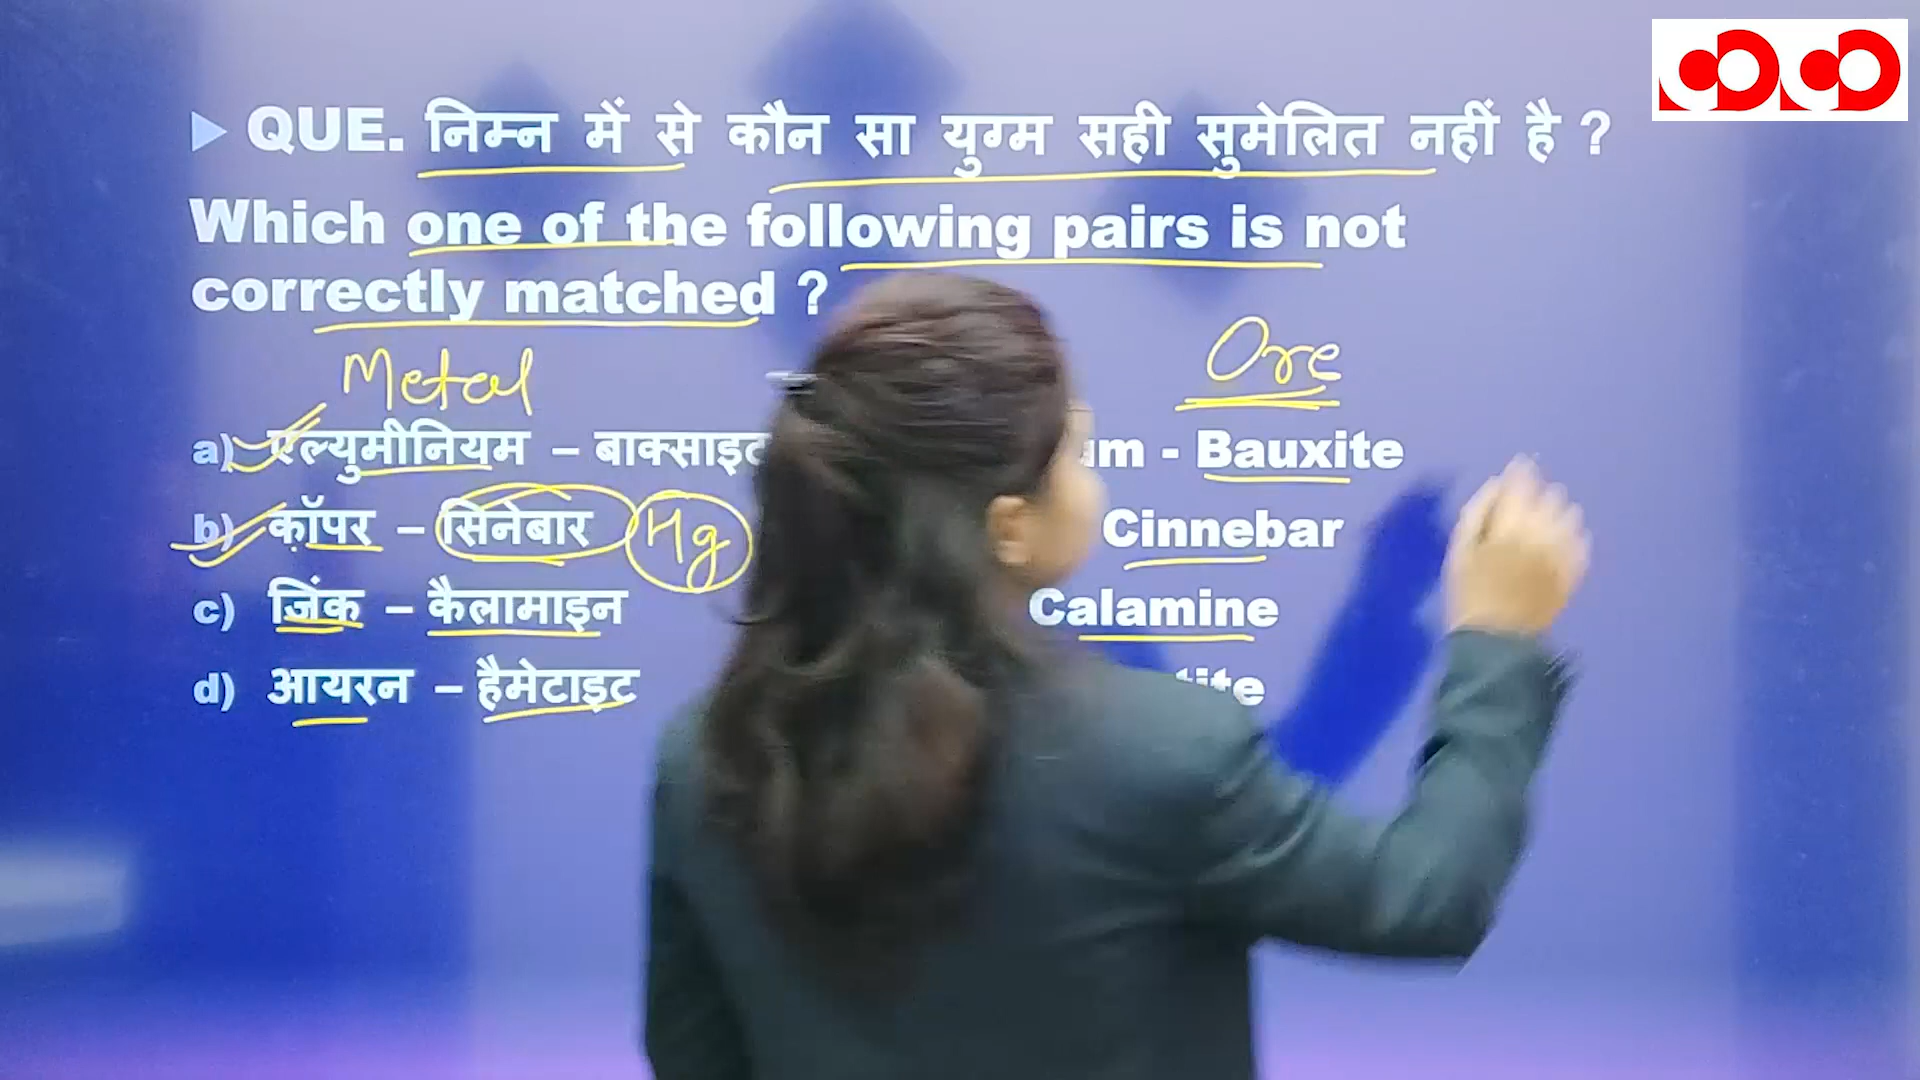 QUE. निम्न में से कौन सा युग्म सही सुमेलित नहीं है ?
Which one of the following pairs is not
correctly matched ?
Metal Ore
a) एल्युमीनियम – बाक्साइट - Bauxite
b) कॉपर – सिनेबार Hg Cinnebar
c) जिंक – कैलामाइन Calamine
d) आयरन – हैमेटाइट